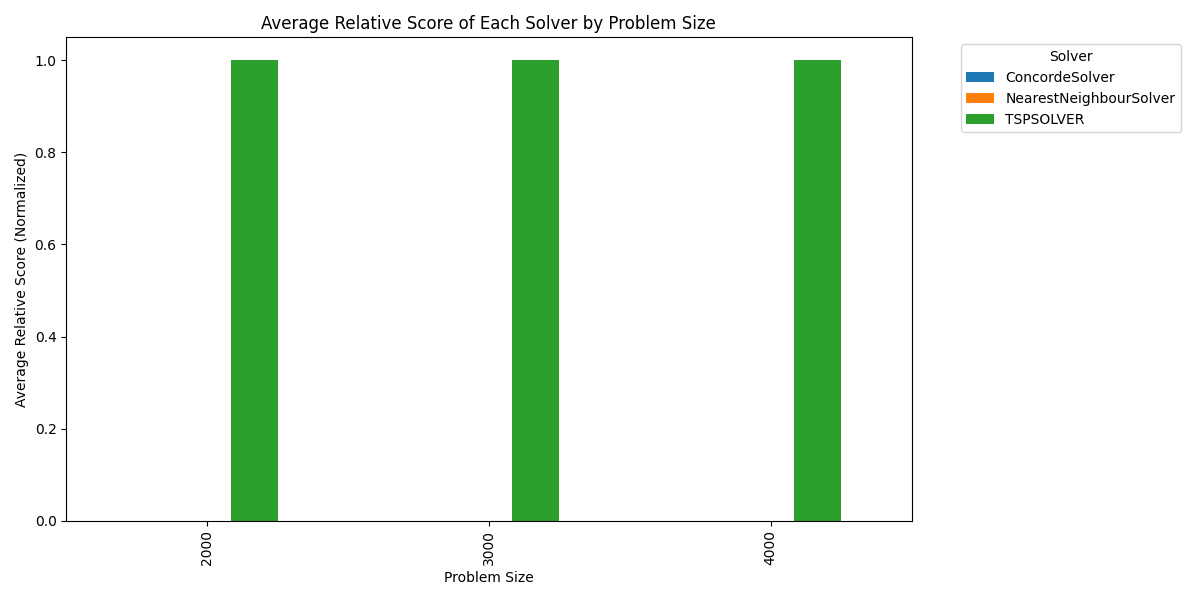 Average Relative Score of Each Solver by Problem Size
Average Relative Score (Normalized)
1.0
0.8
0.6
0.4
0.2
0.0
2000
3000
4000
Problem Size
Solver
ConcordeSolver
NearestNeighbourSolver
TSPSOLVER